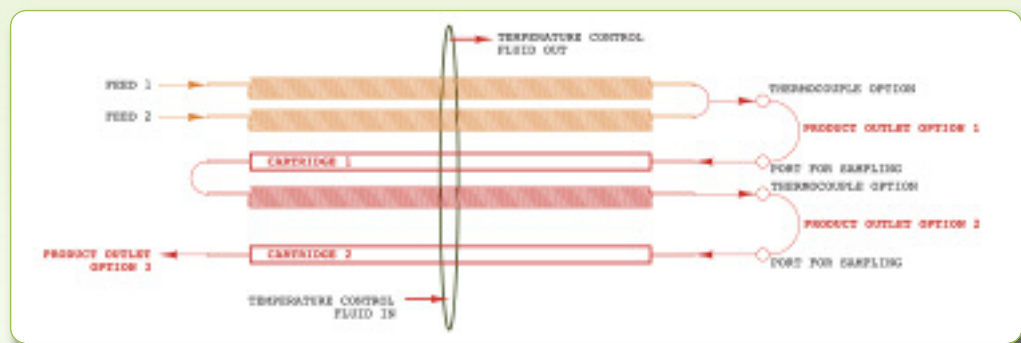 TEMPERATURE CONTROL
FLUID OUT
FEED 1
THERMOCOUPLE OPTION
FEED 2
PRODUCT OUTLET OPTION 1
CARTRIDGE 1
PORT FOR SAMPLING
THERMOCOUPLE OPTION
PRODUCT OUTLET OPTION 2
PRODUCT OUTLET
OPTION 3
CARTRIDGE 2
PORT FOR SAMPLING
TEMPERATURE CONTROL
FLUID IN